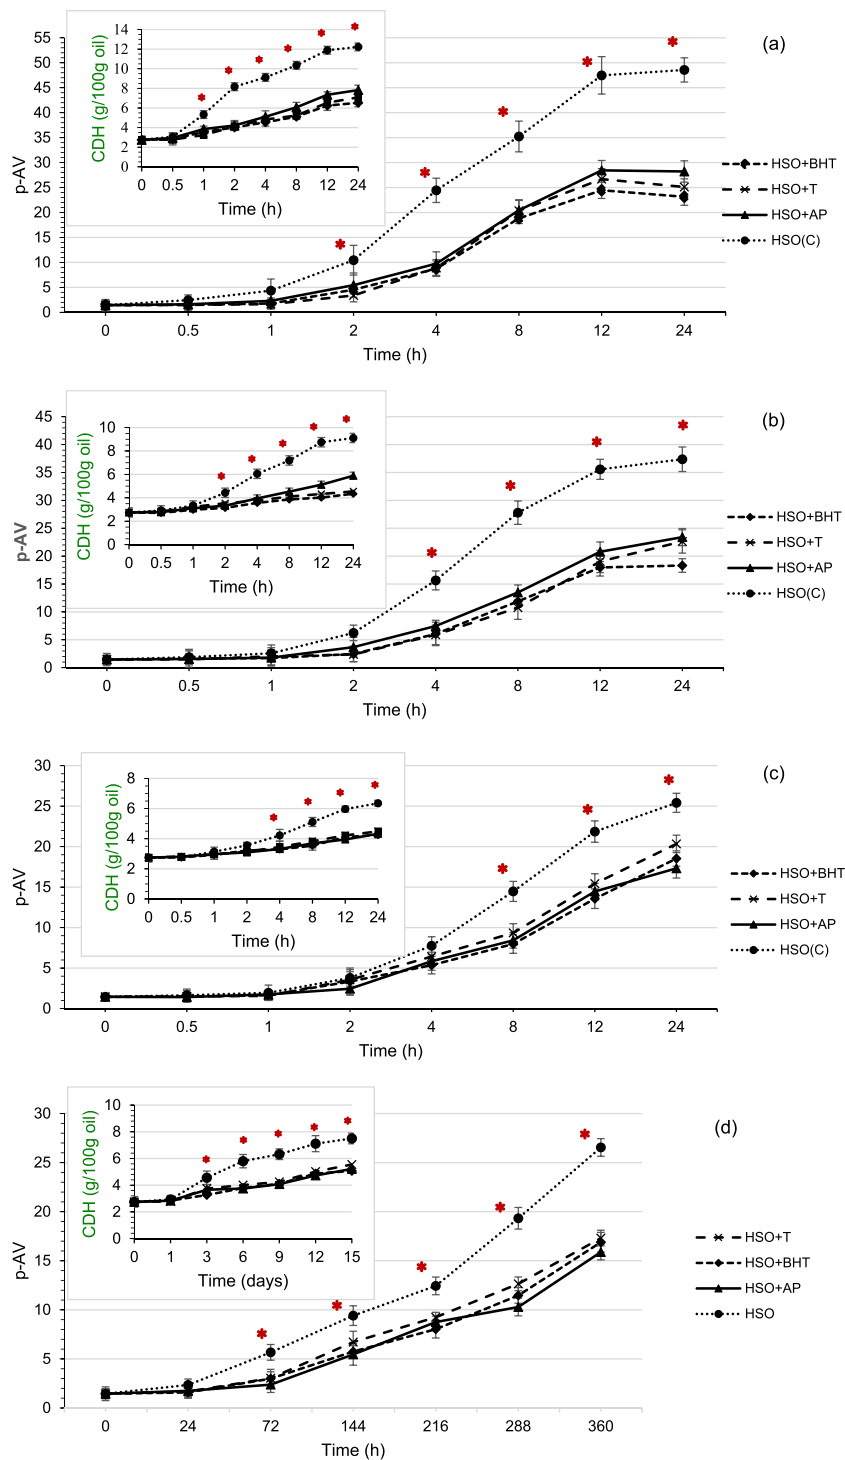 (a)
p-AV
55
50
45
40
35
30
25
20
15
10
5
0
0 0.5 1 2 4 8 12 24
Time (h)
CDH (g/100g oil)
14
12
10
8
6
4
2
0
0 0.5 1 2 4 8 12 24
Time (h)
HSO+BHT
HSO+T
HSO+AP
HSO(C)
(b)
p-AV
45
40
35
30
25
20
15
10
5
0
0 0.5 1 2 4 8 12 24
Time (h)
CDH (g/100g oil)
10
8
6
4
2
0
0 0.5 1 2 4 8 12 24
Time (h)
HSO+BHT
HSO+T
HSO+AP
HSO(C)
(c)
p-AV
30
25
20
15
10
5
0
0 0.5 1 2 4 8 12 24
Time (h)
CDH (g/100g oil)
8
6
4
2
0
0 0.5 1 2 4 8 12 24
Time (h)
HSO+BHT
HSO+T
HSO+AP
HSO(C)
(d)
p-AV
30
25
20
15
10
5
0
0 24 72 144 216 288 360
Time (h)
CDH (g/100g oil)
10
8
6
4
2
0
0 1 3 6 9 12 15
Time (days)
HSO+T
HSO+BHT
HSO+AP
HSO